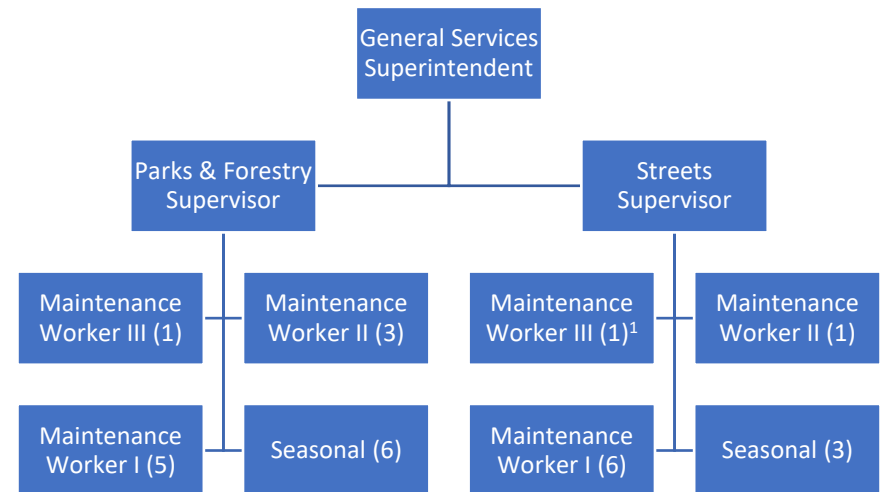 General Services
Superintendent
Parks & Forestry
Supervisor
Streets
Supervisor
Maintenance
Worker III (1)
Maintenance
Worker II (3)
Maintenance
Worker III (1)¹
Maintenance
Worker II (1)
Maintenance
Worker I (5)
Seasonal (6)
Maintenance
Worker I (6)
Seasonal (3)